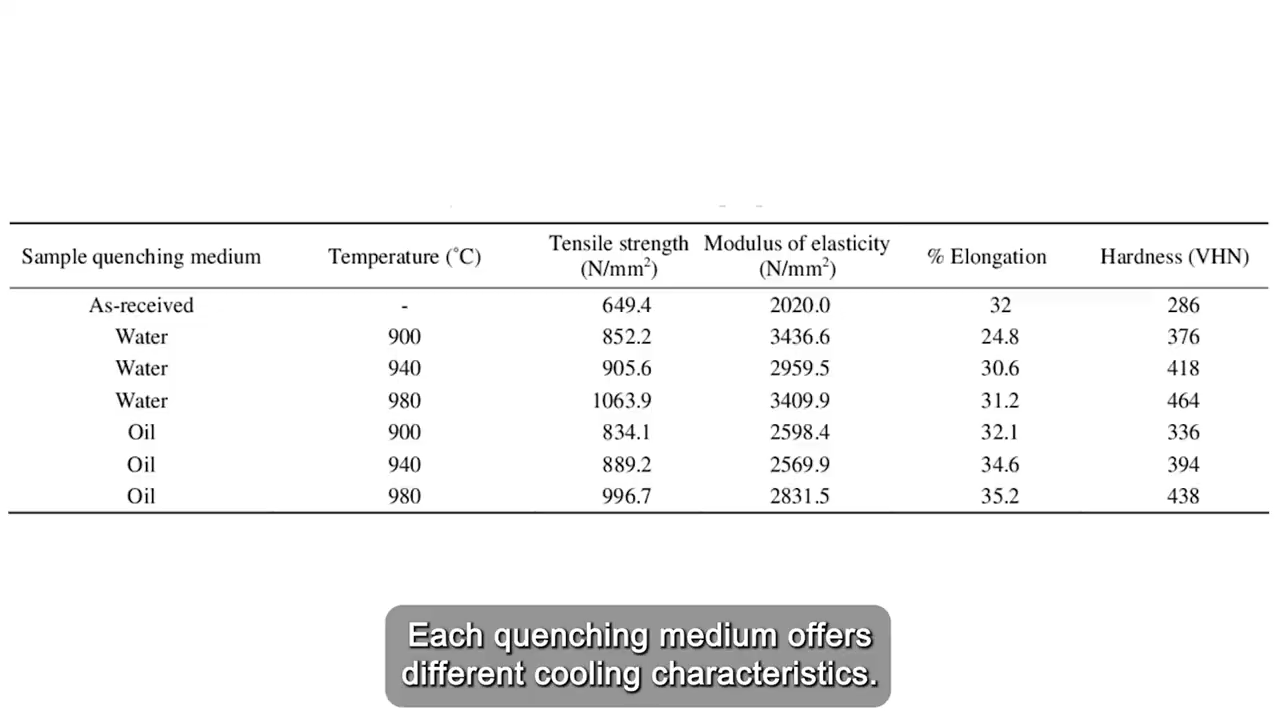 Sample quenching medium Temperature (˚C) Tensile strength (N/mm²) Modulus of elasticity (N/mm²) % Elongation Hardness (VHN)
As-received - 649.4 2020.0 32 286
Water 900 852.2 3436.6 24.8 376
Water 940 905.6 2959.5 30.6 418
Water 980 1063.9 3409.9 31.2 464
Oil 900 834.1 2598.4 32.1 336
Oil 940 889.2 2569.9 34.6 394
Oil 980 996.7 2831.5 35.2 438
Each quenching medium offers
different cooling characteristics.